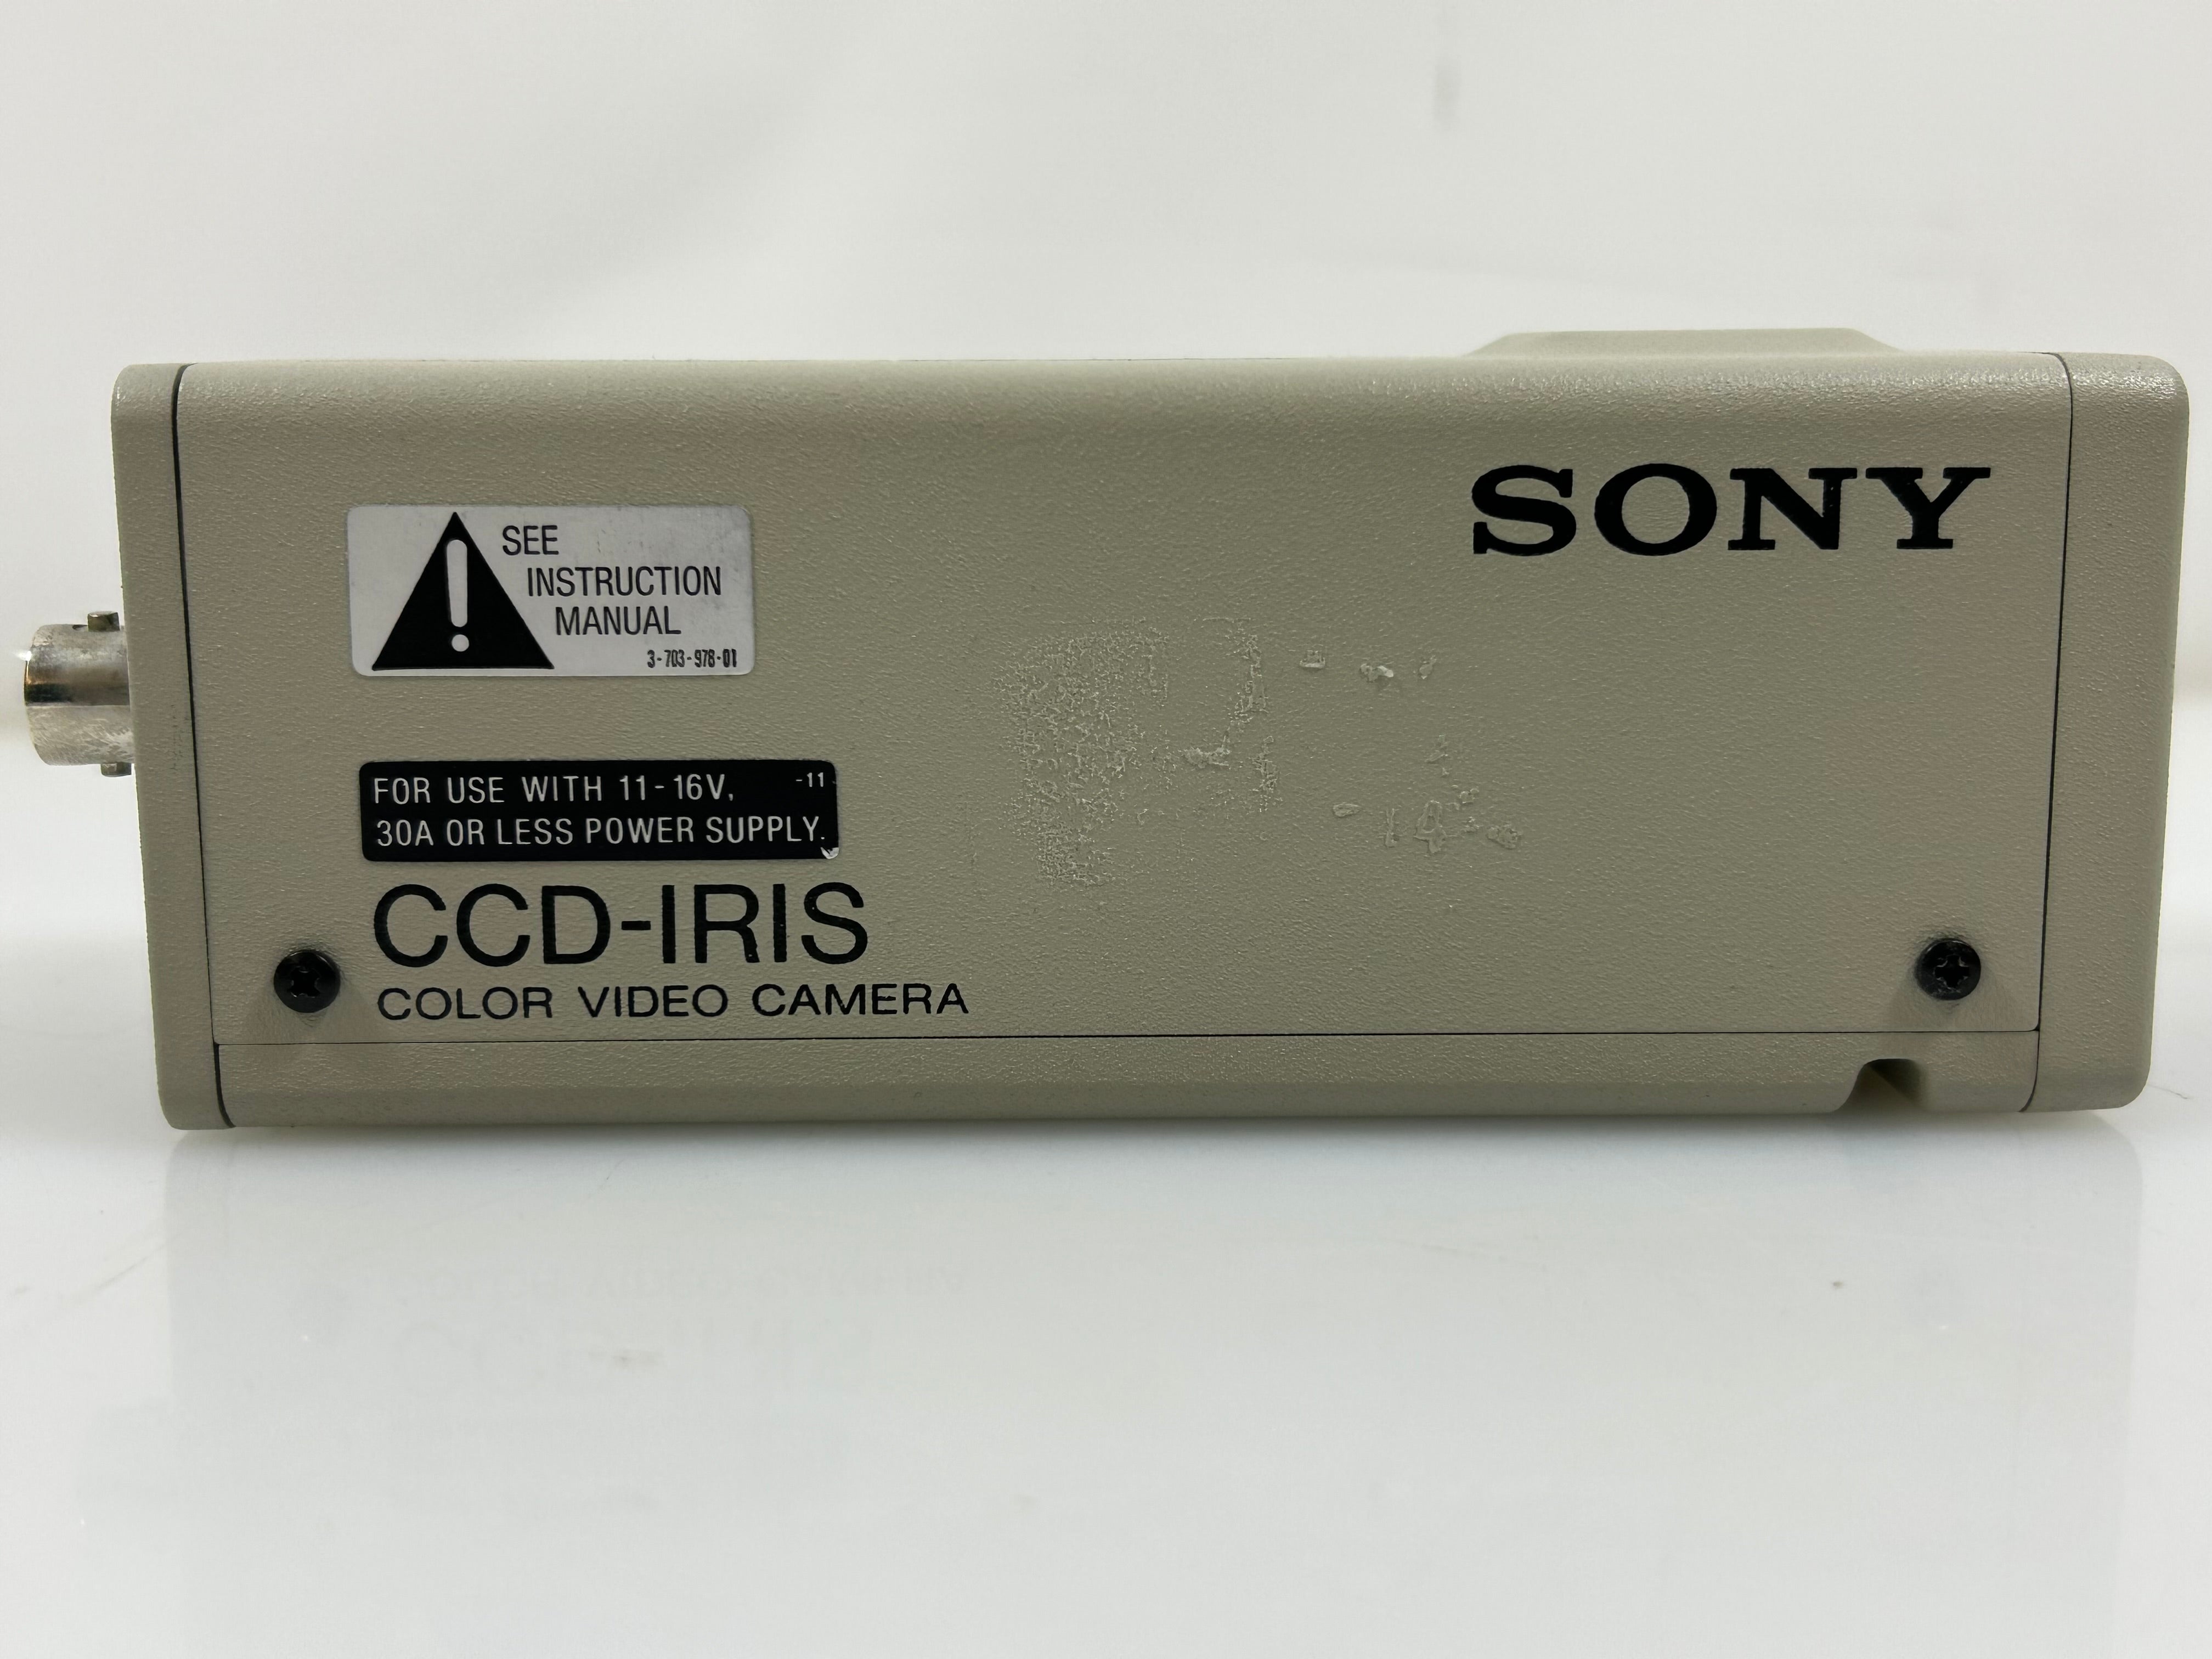 SONY
SEE
INSTRUCTION
MANUAL
3-703-978-01
FOR USE WITH 11-16V, -11
30A OR LESS POWER SUPPLY.
CCD-IRIS
COLOR VIDEO CAMERA